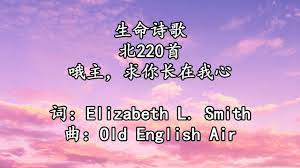 生命诗歌
北220首
哦主，求你长在我心
词：Elizabeth L. Smith
曲：Old English Air